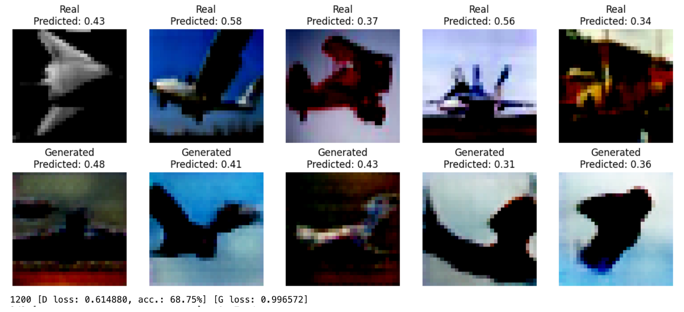 Real Real Real Real Real
Predicted: 0.43 Predicted: 0.58 Predicted: 0.37 Predicted: 0.56 Predicted: 0.34
Generated Generated Generated Generated Generated
Predicted: 0.48 Predicted: 0.41 Predicted: 0.43 Predicted: 0.31 Predicted: 0.36
1200 [D loss: 0.614880, acc.: 68.75%] [G loss: 0.996572]